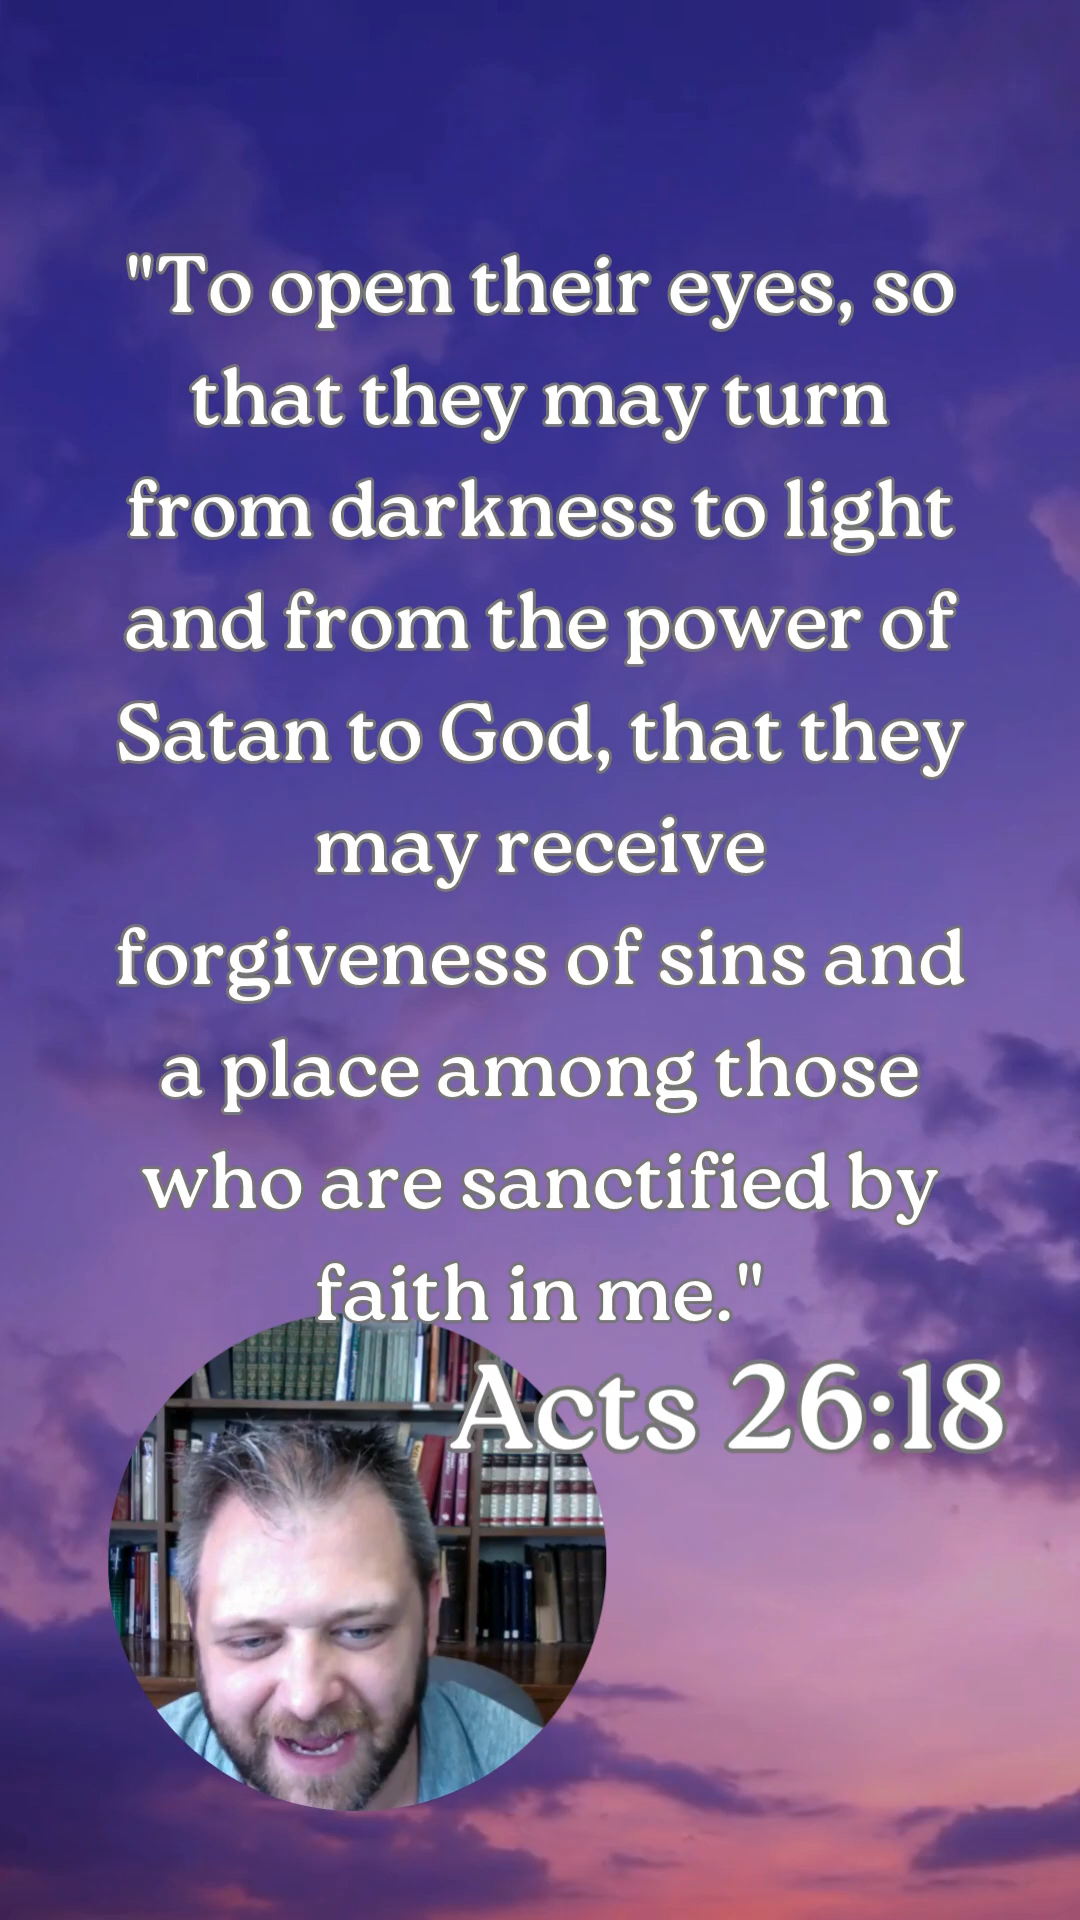 "To open their eyes, so
that they may turn
from darkness to light
and from the power of
Satan to God, that they
may receive
forgiveness of sins and
a place among those
who are sanctified by
faith in me."
Acts 26:18